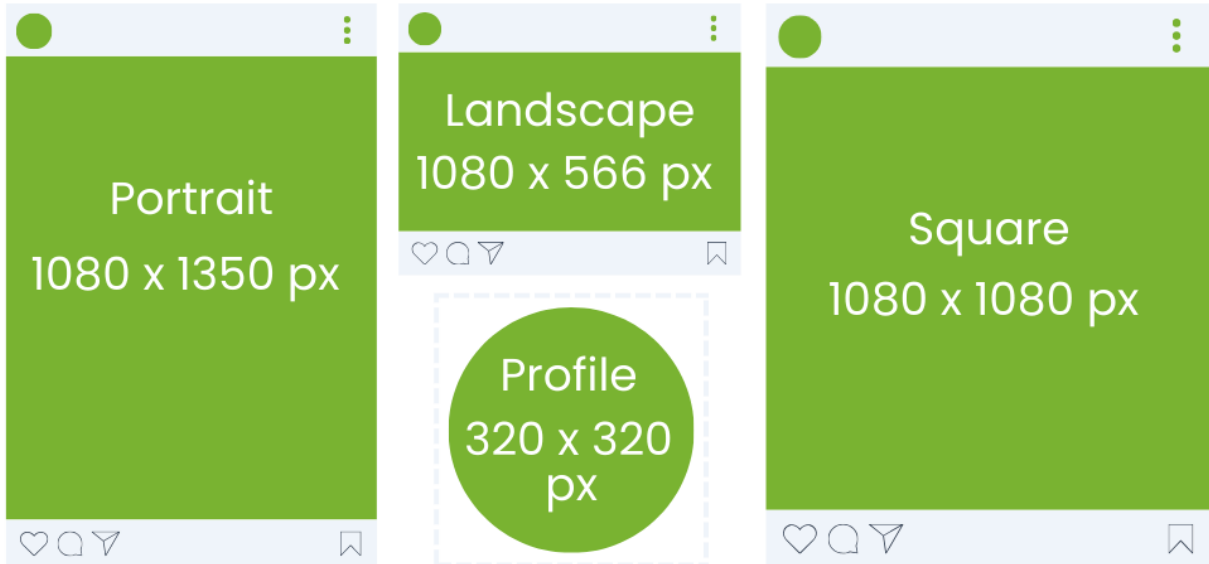 Portrait
1080 x 1350 px
Landscape
1080 x 566 px
Profile
320 x 320
px
Square
1080 x 1080 px